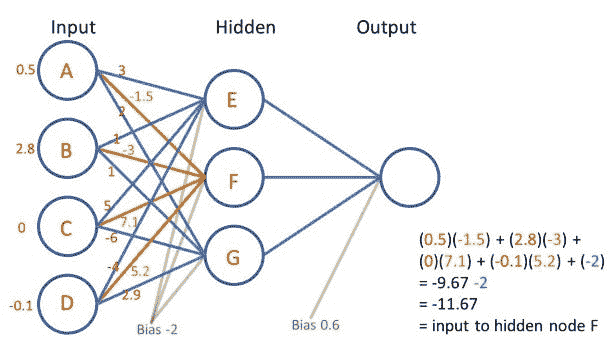 Input Hidden Output
0.5 A 3
-1.5
2
E
2.8 B 1
-3
1
F
0 C 5
7.1
-6
G
-4
5.2
-0.1 D 2.9
Bias -2
Bias 0.6
(0.5)(-1.5) + (2.8)(-3) +
(0)(7.1) + (-0.1)(5.2) + (-2)
= -9.67 -2
= -11.67
= input to hidden node F